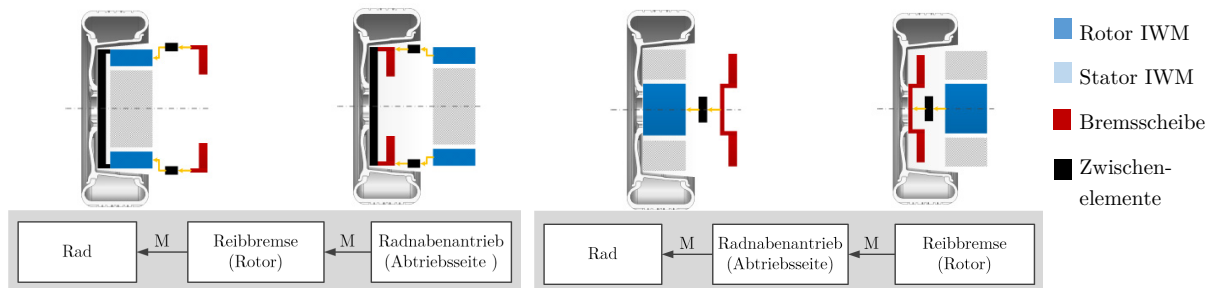 Rotor IWM
Stator IWM
Bremsscheibe
Zwischen-
elemente
Rad
M
Reibbremse
(Rotor)
M
Radnabenantrieb
(Abtriebsseite )
Rad
M
Radnabenantrieb
(Abtriebsseite)
M
Reibbremse
(Rotor)